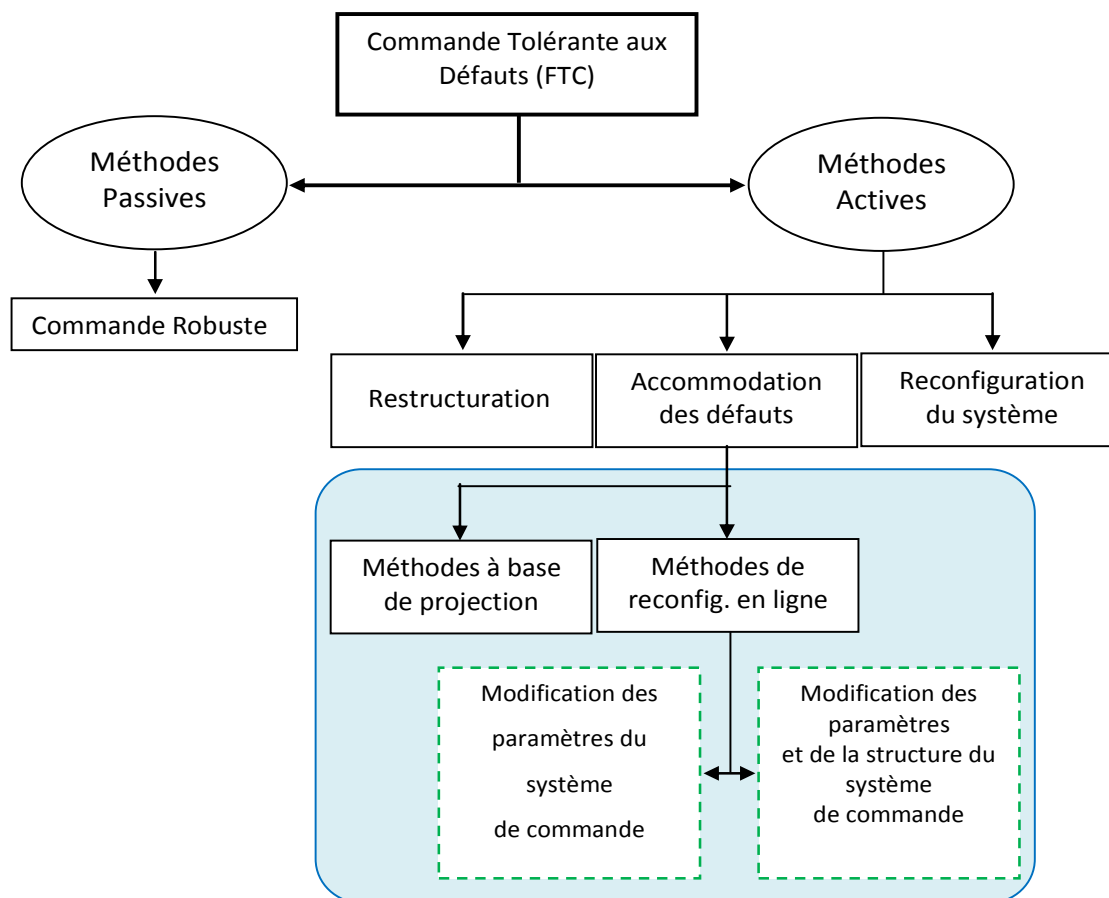 Commande Tolérante aux
Défauts (FTC)
Méthodes
Passives
Méthodes
Actives
Commande Robuste
Restructuration
Accommodation
des défauts
Reconfiguration
du système
Méthodes à base
de projection
Méthodes de
reconfig. en ligne
Modification des
paramètres du
système
de commande
Modification des
paramètres
et de la structure du
système
de commande